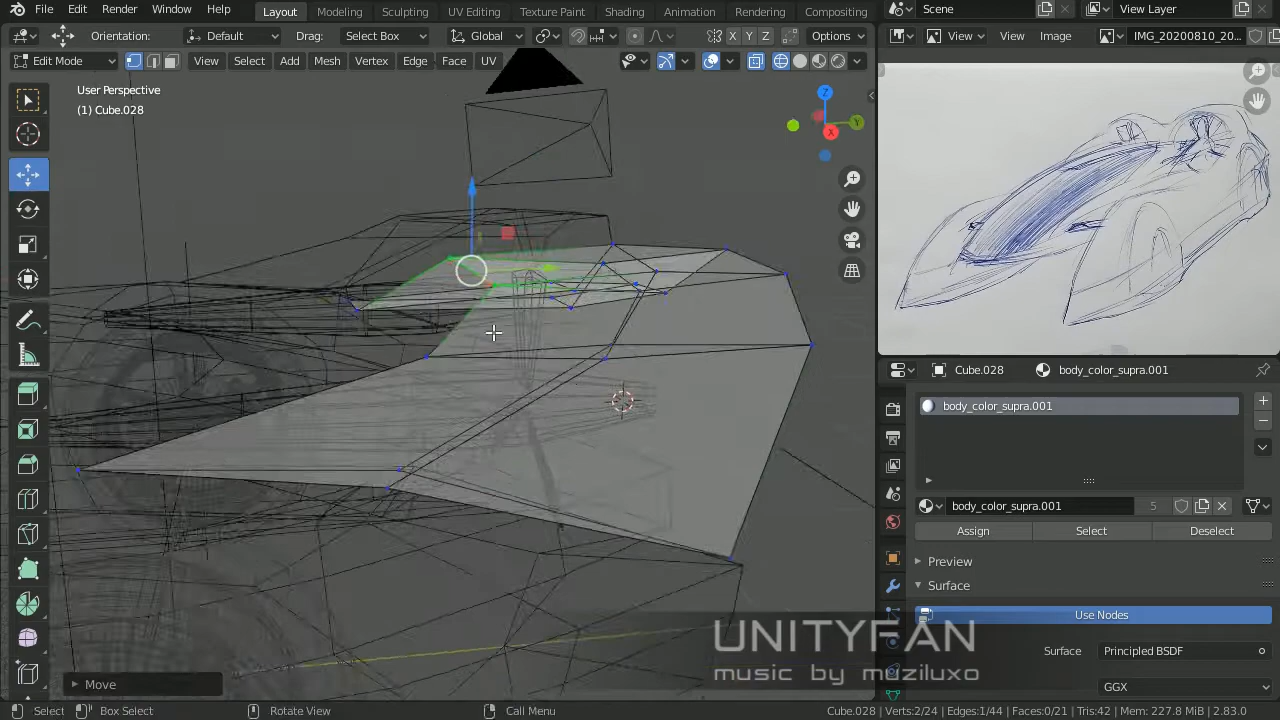 File Edit Render Window Help Layout Modeling Sculpting UV Editing Texture Paint Shading Animation Rendering Compositing Scene View Layer
Orientation: Default Drag: Select Box Global X Y Z Options View View Image IMG_20200810_20...
Edit Mode View Select Add Mesh Vertex Edge Face UV
User Perspective
(1) Cube.028
Z
Y
X
Cube.028 body_color_supra.001
body_color_supra.001
body_color_supra.001 5
Assign Select Deselect
Preview
Surface
Use Nodes
Surface Principled BSDF
GGX
UNITYFAN
music by muziluxo
Move
Select Box Select Rotate View Call Menu Cube.028 | Verts:2/24 | Edges:1/44 | Faces:0/21 | Tris:42 | Mem: 227.8 MiB | 2.83.0